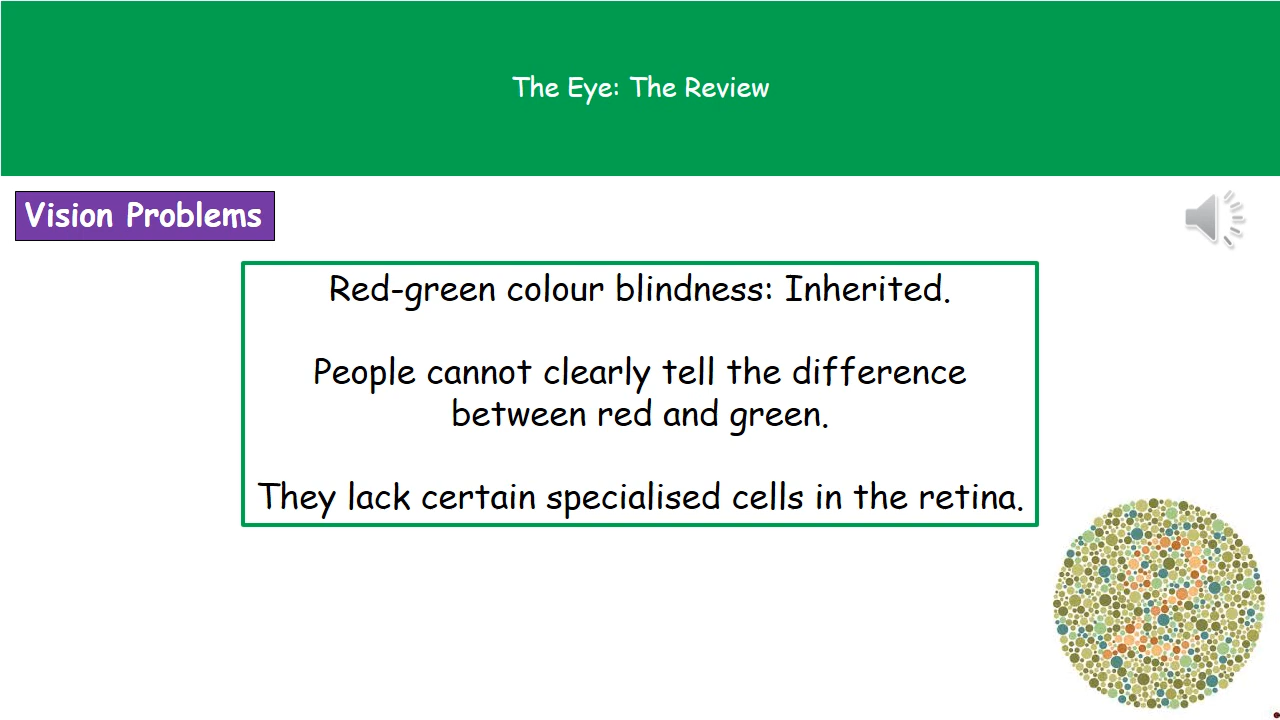 The Eye: The Review
Vision Problems
Red-green colour blindness: Inherited.
People cannot clearly tell the difference
between red and green.
They lack certain specialised cells in the retina.
2